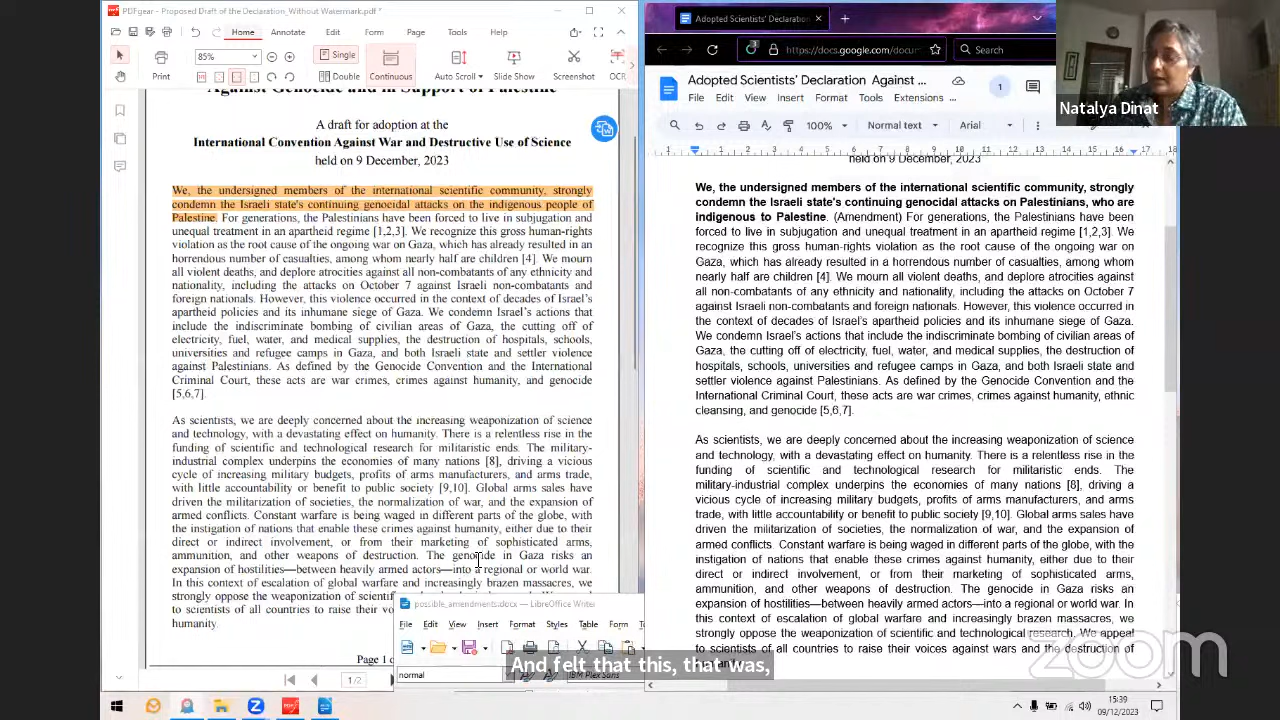 PDFgear - Proposed Draft of the Declaration_Without Watermark.pdf *
Home Annotate Edit Form Page Tools Help
85%
Single
Double
Print
Continuous
Auto Scroll
Slide Show
Screenshot
OCR
Against Genocide and in Support of Palestine
A draft for adoption at the
International Convention Against War and Destructive Use of Science
held on 9 December, 2023
We, the undersigned members of the international scientific community, strongly
condemn the Israeli state's continuing genocidal attacks on the indigenous people of
Palestine. For generations, the Palestinians have been forced to live in subjugation and
unequal treatment in an apartheid regime [1,2,3]. We recognize this gross human-rights
violation as the root cause of the ongoing war on Gaza, which has already resulted in an
horrendous number of casualties, among whom nearly half are children [4]. We mourn
all violent deaths, and deplore atrocities against all non-combatants of any ethnicity and
nationality, including the attacks on October 7 against Israeli non-combatants and
foreign nationals. However, this violence occurred in the context of decades of Israel's
apartheid policies and its inhumane siege of Gaza. We condemn Israel's actions that
include the indiscriminate bombing of civilian areas of Gaza, the cutting off of
electricity, fuel, water, and medical supplies, the destruction of hospitals, schools,
universities and refugee camps in Gaza, and both Israeli state and settler violence
against Palestinians. As defined by the Genocide Convention and the International
Criminal Court, these acts are war crimes, crimes against humanity, and genocide
[5,6,7].
As scientists, we are deeply concerned about the increasing weaponization of science
and technology, with a devastating effect on humanity. There is a relentless rise in the
funding of scientific and technological research for militaristic ends. The military-
industrial complex underpins the economies of many nations [8], driving a vicious
cycle of increasing military budgets, profits of arms manufacturers, and arms trade,
with little accountability or benefit to public society [9,10]. Global arms sales have
driven the militarization of societies, the normalization of war, and the expansion of
armed conflicts. Constant warfare is being waged in different parts of the globe, with
the instigation of nations that enable these crimes against humanity, either due to their
direct or indirect involvement, or from their marketing of sophisticated arms,
ammunition, and other weapons of destruction. The genocide in Gaza risks an
expansion of hostilities—between heavily armed actors—into a regional or world war.
In this context of escalation of global warfare and increasingly brazen massacres, we
strongly oppose the weaponization of scientific
to scientists of all countries to raise their vo
humanity.
Page 1
1/2
possible_amendments.docx — LibreOffice Writer
File Edit View Insert Format Styles Table Form
normal
IBM Plex Sans
Adopted Scientists' Declaration
https://docs.google.com/docum
Search
Adopted Scientists' Declaration Against ...
File Edit View Insert Format Tools Extensions ...
1
100% Normal text Arial
1 1 2 3 4 5 6 7 8 9 10 11 12 13 14 15 16 17 18
held on 9 December, 2023
We, the undersigned members of the international scientific community, strongly
condemn the Israeli state's continuing genocidal attacks on Palestinians, who are
indigenous to Palestine. (Amendment) For generations, the Palestinians have been
forced to live in subjugation and unequal treatment in an apartheid regime [1,2,3]. We
recognize this gross human-rights violation as the root cause of the ongoing war on
Gaza, which has already resulted in a horrendous number of casualties, among whom
nearly half are children [4]. We mourn all violent deaths, and deplore atrocities against
all non-combatants of any ethnicity and nationality, including the attacks on October 7
against Israeli non-combatants and foreign nationals. However, this violence occurred in
the context of decades of Israel's apartheid policies and its inhumane siege of Gaza.
We condemn Israel's actions that include the indiscriminate bombing of civilian areas of
Gaza, the cutting off of electricity, fuel, water, and medical supplies, the destruction of
hospitals, schools, universities and refugee camps in Gaza, and both Israeli state and
settler violence against Palestinians. As defined by the Genocide Convention and the
International Criminal Court, these acts are war crimes, crimes against humanity, ethnic
cleansing, and genocide [5,6,7].
As scientists, we are deeply concerned about the increasing weaponization of science
and technology, with a devastating effect on humanity. There is a relentless rise in the
funding of scientific and technological research for militaristic ends. The
military-industrial complex underpins the economies of many nations [8], driving a
vicious cycle of increasing military budgets, profits of arms manufacturers, and arms
trade, with little accountability or benefit to public society [9,10]. Global arms sales have
driven the militarization of societies, the normalization of war, and the expansion of
armed conflicts. Constant warfare is being waged in different parts of the globe, with the
instigation of nations that enable these crimes against humanity, either due to their
direct or indirect involvement, or from their marketing of sophisticated arms,
ammunition, and other weapons of destruction. The genocide in Gaza risks an
expansion of hostilities—between heavily armed actors—into a regional or world war. In
this context of escalation of global warfare and increasingly brazen massacres, we
strongly oppose the weaponization of scientific research. We appeal
to scientists of all countries to raise their voices against wars and the destruction of
Natalya Dinat
And felt that this, that was,
zoom
15:39
09/12/2023